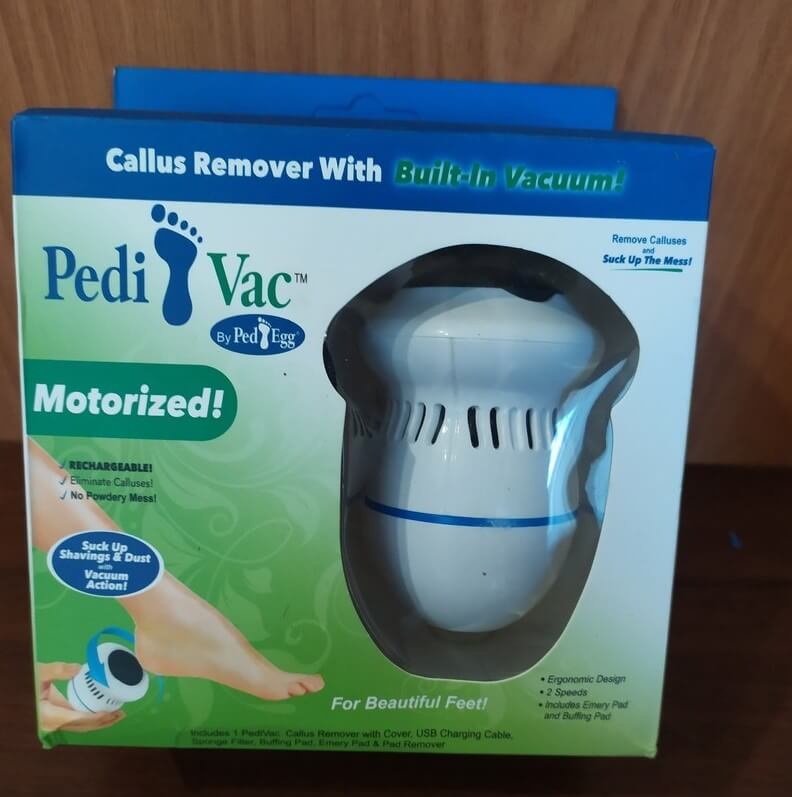 Callus Remover With Built-In Vacuum!
Remove Calluses
and
Suck Up The Mess!
Pedi Vac™
By Ped Egg®
Motorized!
✓ RECHARGEABLE!
✓ Eliminate Calluses!
✓ No Powdery Mess!
Suck Up
Shavings & Dust
with
Vacuum
Action!
• Ergonomic Design
• 2 Speeds
• Includes Emery Pad
and Buffing Pad
For Beautiful Feet!
Includes 1 PediVac Callus Remover with Cover, USB Charging Cable,
Sponge Filter, Buffing Pad, Emery Pad & Pad Remover